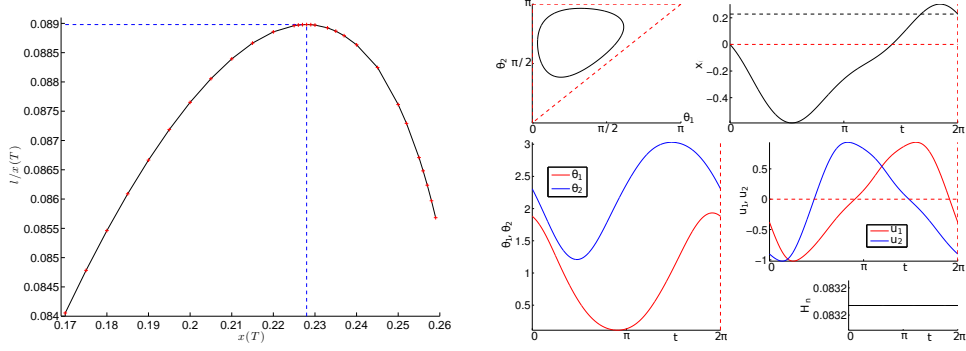 0.089
0.0885
0.088
0.0875
0.087
0.0865
0.086
0.0855
0.085
0.0845
0.084
l/x(T)
0.17
0.18
0.19
0.2
0.21
0.22
0.23
0.24
0.25
0.26
x(T)
π
θ₂
π/2
0
0
π/2
π
θ₁
xᵢ
0.2
0
−0.2
−0.4
0
π
t
2π
θ₁, θ₂
3
2.5
2
1.5
1
0.5
θ₁
θ₂
0
π
t
2π
u₁, u₂
0.5
0
−0.5
−1
u₁
u₂
0
π
t
2π
Hₙ
0.0832
0.0832
0
π
t
2π